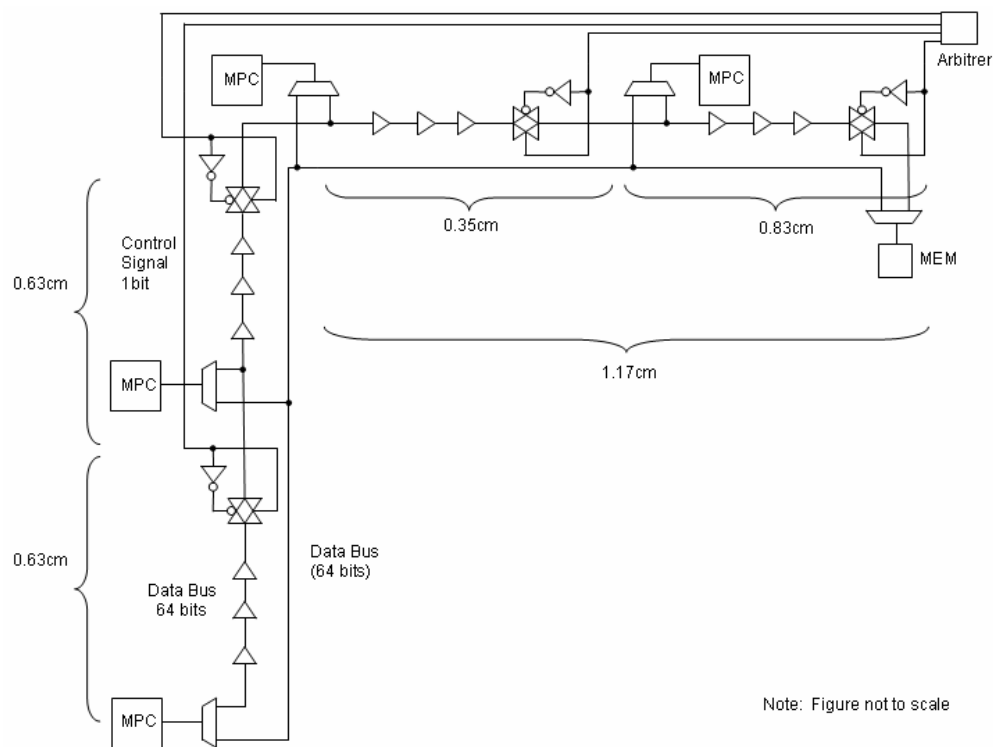 Arbitrer
MPC
MPC
0.35cm
0.83cm
MEM
1.17cm
Control
Signal
1bit
0.63cm
MPC
0.63cm
Data Bus
64 bits
Data Bus
(64 bits)
MPC
Note: Figure not to scale